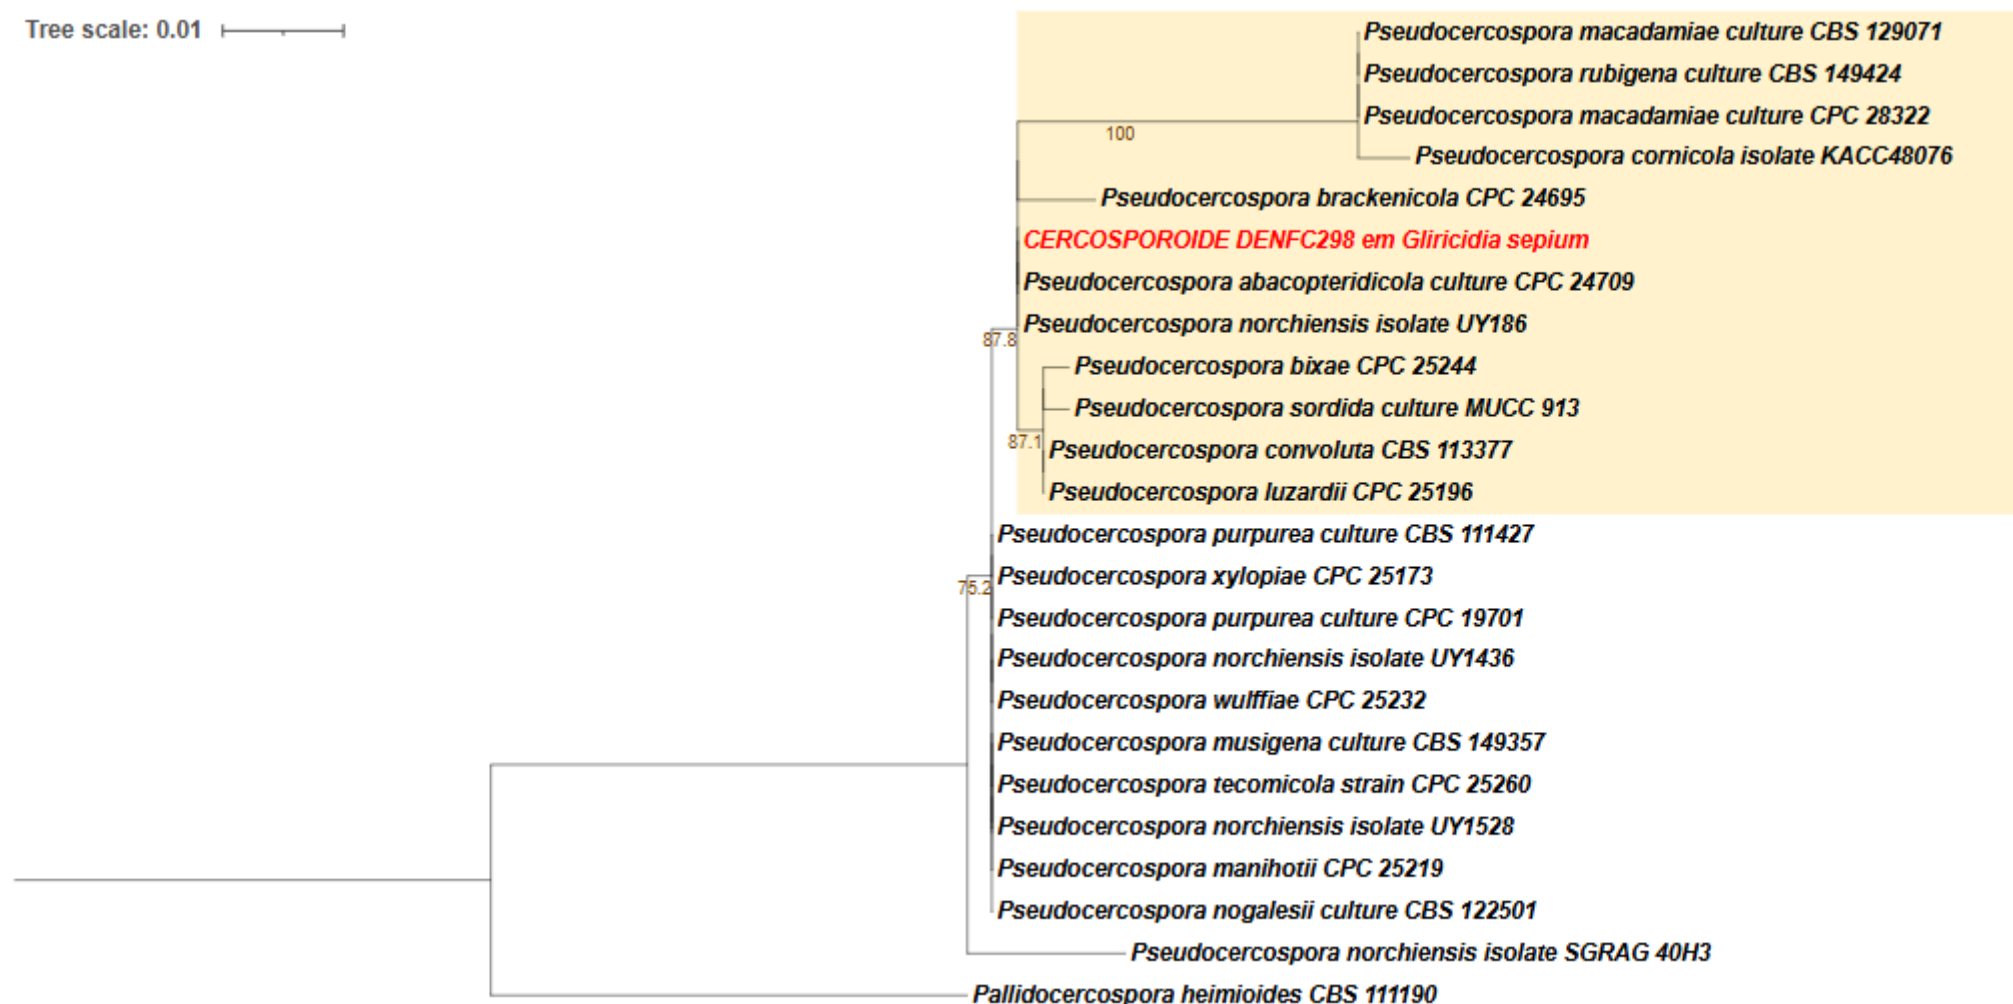 Tree scale: 0.01
Pseudocercospora macadamiae culture CBS 129071
Pseudocercospora rubigena culture CBS 149424
Pseudocercospora macadamiae culture CPC 28322
100
Pseudocercospora cornicola isolate KACC48076
Pseudocercospora brackenicola CPC 24695
CERCOSPOROIDE DENFC298 em Gliricidia sepium
Pseudocercospora abacopteridicola culture CPC 24709
Pseudocercospora norchiensis isolate UY186
87.8
Pseudocercospora bixae CPC 25244
Pseudocercospora sordida culture MUCC 913
87.1
Pseudocercospora convoluta CBS 113377
Pseudocercospora luzardii CPC 25196
Pseudocercospora purpurea culture CBS 111427
Pseudocercospora xylopiae CPC 25173
75.2
Pseudocercospora purpurea culture CPC 19701
Pseudocercospora norchiensis isolate UY1436
Pseudocercospora wulffiae CPC 25232
Pseudocercospora musigena culture CBS 149357
Pseudocercospora tecomicola strain CPC 25260
Pseudocercospora norchiensis isolate UY1528
Pseudocercospora manihotii CPC 25219
Pseudocercospora nogalesii culture CBS 122501
Pseudocercospora norchiensis isolate SGRAG 40H3
Pallidocercospora heimioides CBS 111190